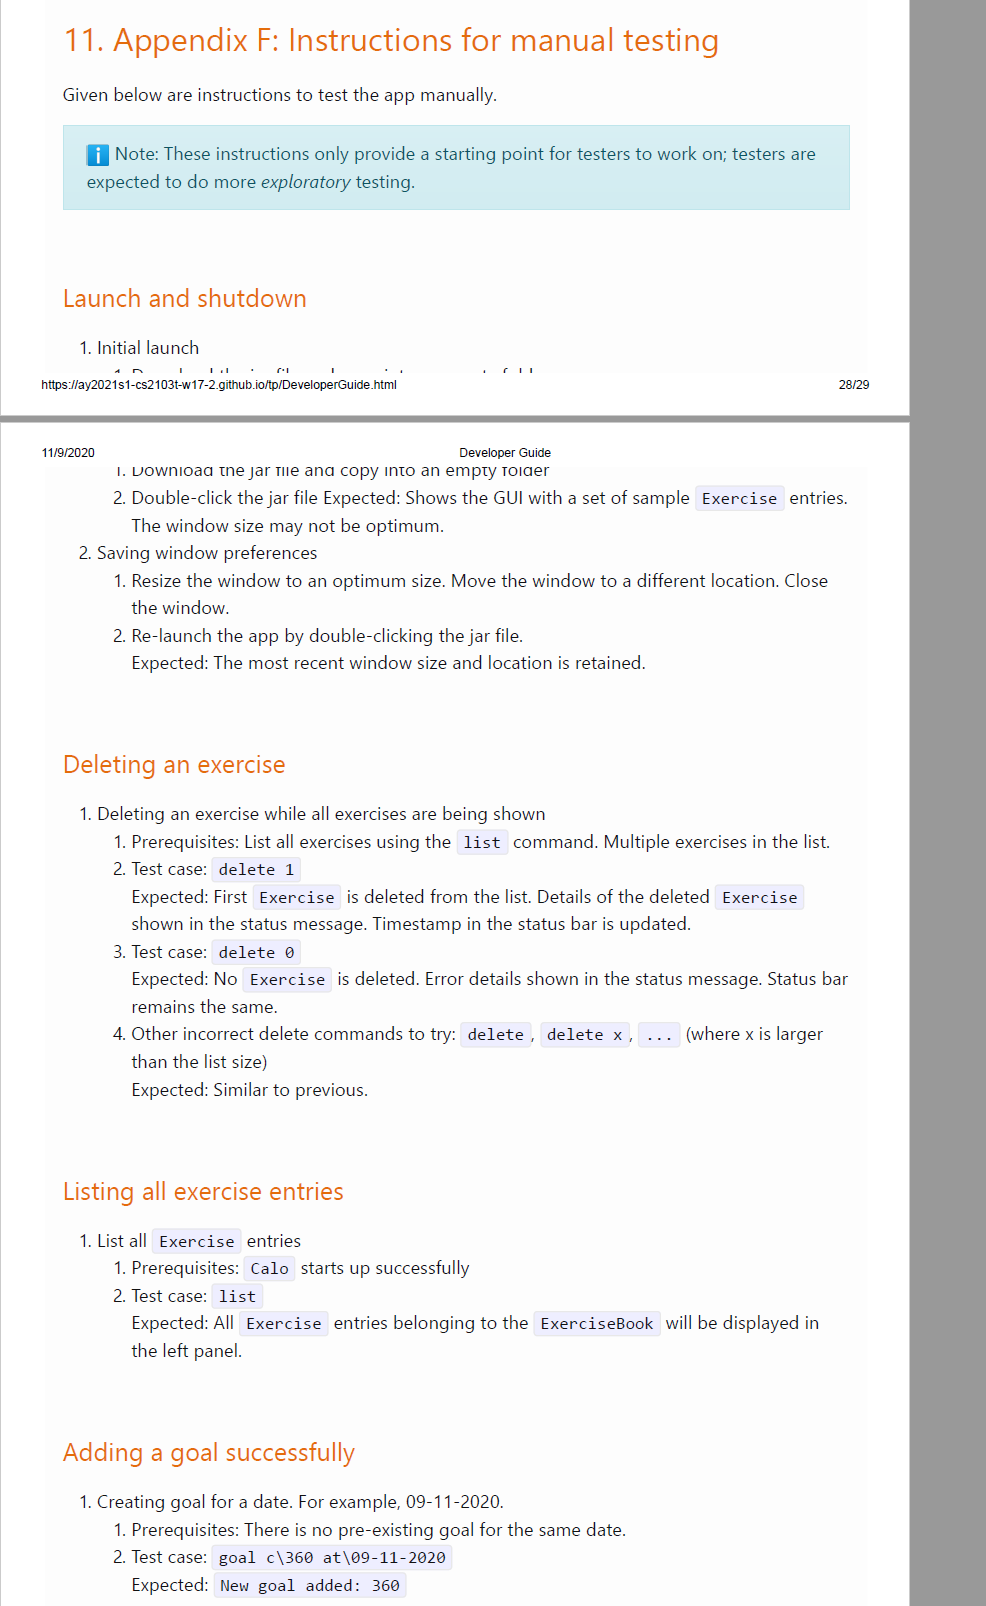 11. Appendix F: Instructions for manual testing
Given below are instructions to test the app manually.
Note: These instructions only provide a starting point for testers to work on; testers are
expected to do more exploratory testing.
Launch and shutdown
1. Initial launch
https://ay2021s1-cs2103t-w17-2.github.io/tp/DeveloperGuide.html 28/29
11/9/2020 Developer Guide
1. Download the jar file and copy into an empty folder
2. Double-click the jar file Expected: Shows the GUI with a set of sample Exercise entries.
The window size may not be optimum.
2. Saving window preferences
1. Resize the window to an optimum size. Move the window to a different location. Close
the window.
2. Re-launch the app by double-clicking the jar file.
Expected: The most recent window size and location is retained.
Deleting an exercise
1. Deleting an exercise while all exercises are being shown
1. Prerequisites: List all exercises using the list command. Multiple exercises in the list.
2. Test case: delete 1
Expected: First Exercise is deleted from the list. Details of the deleted Exercise
shown in the status message. Timestamp in the status bar is updated.
3. Test case: delete 0
Expected: No Exercise is deleted. Error details shown in the status message. Status bar
remains the same.
4. Other incorrect delete commands to try: delete, delete x, ... (where x is larger
than the list size)
Expected: Similar to previous.
Listing all exercise entries
1. List all Exercise entries
1. Prerequisites: Calo starts up successfully
2. Test case: list
Expected: All Exercise entries belonging to the ExerciseBook will be displayed in
the left panel.
Adding a goal successfully
1. Creating goal for a date. For example, 09-11-2020.
1. Prerequisites: There is no pre-existing goal for the same date.
2. Test case: goal c\360 at\09-11-2020
Expected: New goal added: 360